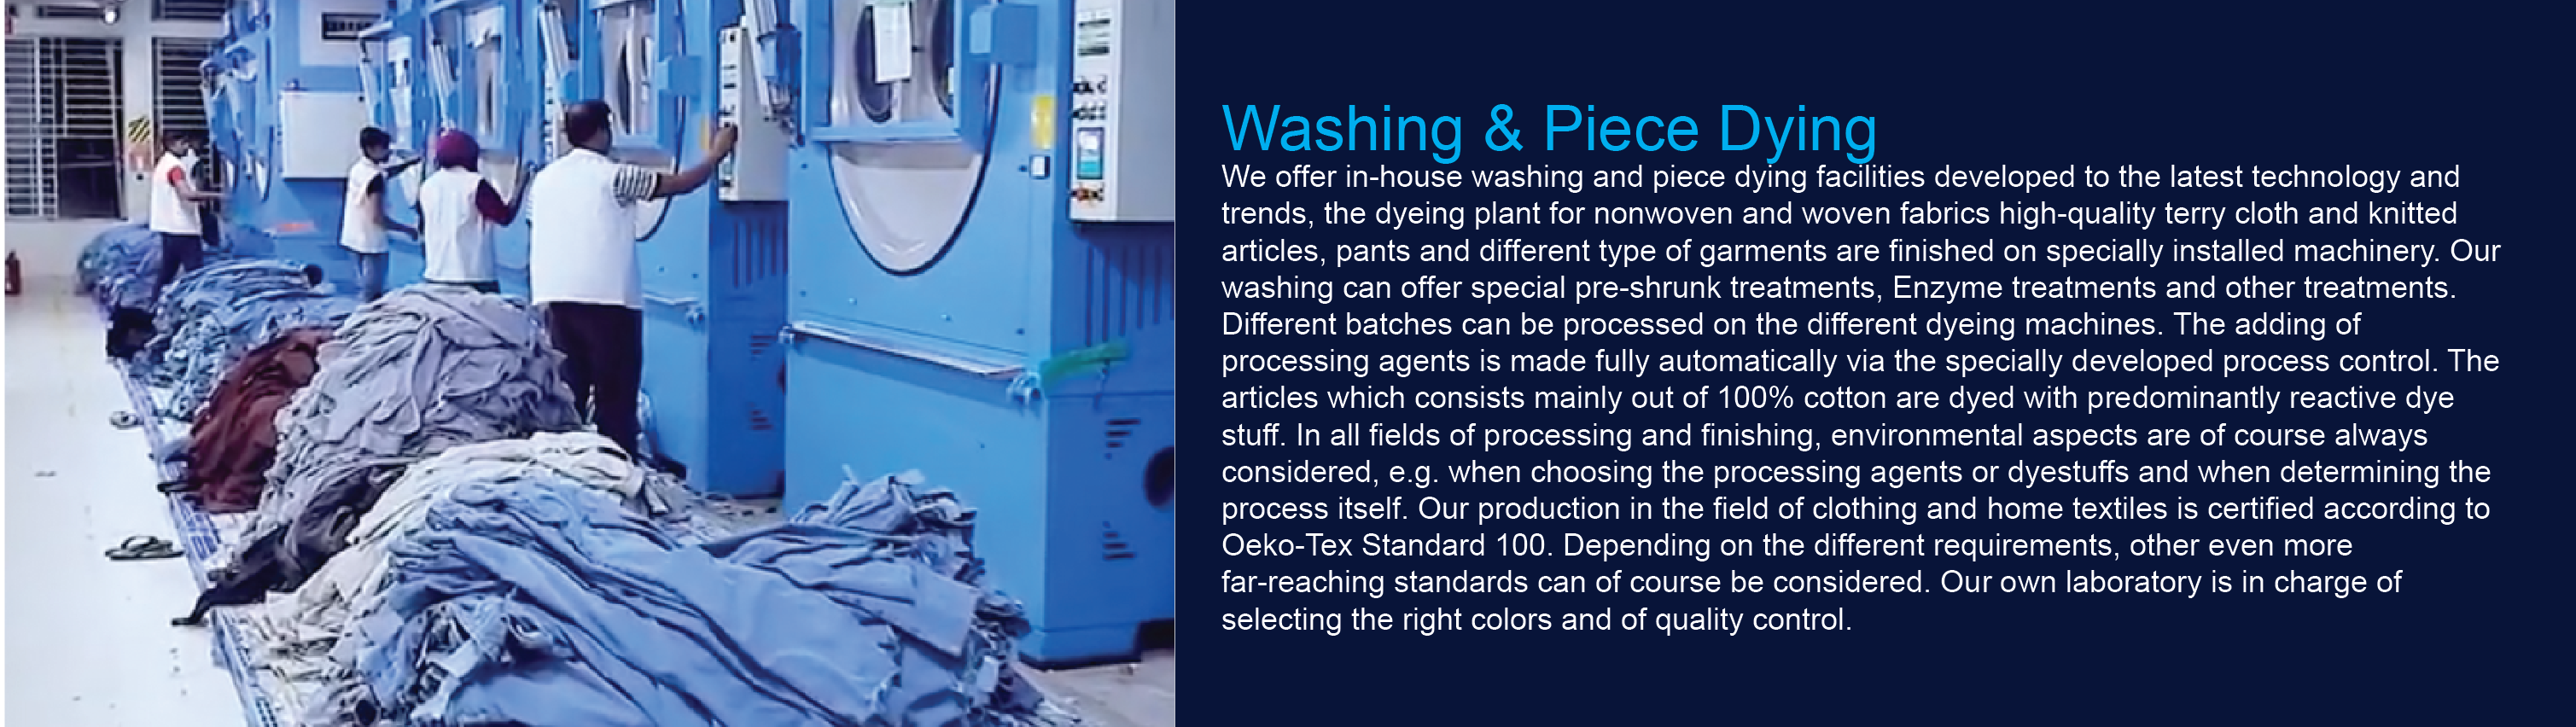 Washing & Piece Dying
We offer in-house washing and piece dying facilities developed to the latest technology and
trends, the dyeing plant for nonwoven and woven fabrics high-quality terry cloth and knitted
articles, pants and different type of garments are finished on specially installed machinery. Our
washing can offer special pre-shrunk treatments, Enzyme treatments and other treatments.
Different batches can be processed on the different dyeing machines. The adding of
processing agents is made fully automatically via the specially developed process control. The
articles which consists mainly out of 100% cotton are dyed with predominantly reactive dye
stuff. In all fields of processing and finishing, environmental aspects are of course always
considered, e.g. when choosing the processing agents or dyestuffs and when determining the
process itself. Our production in the field of clothing and home textiles is certified according to
Oeko-Tex Standard 100. Depending on the different requirements, other even more
far-reaching standards can of course be considered. Our own laboratory is in charge of
selecting the right colors and of quality control.